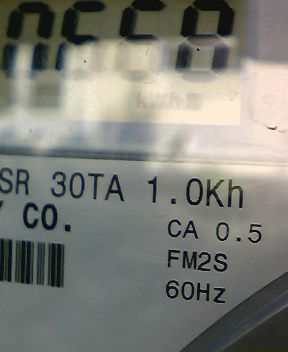 kWh
SR 30TA 1.0Kh
Y CO.
CA 0.5
FM2S
60Hz